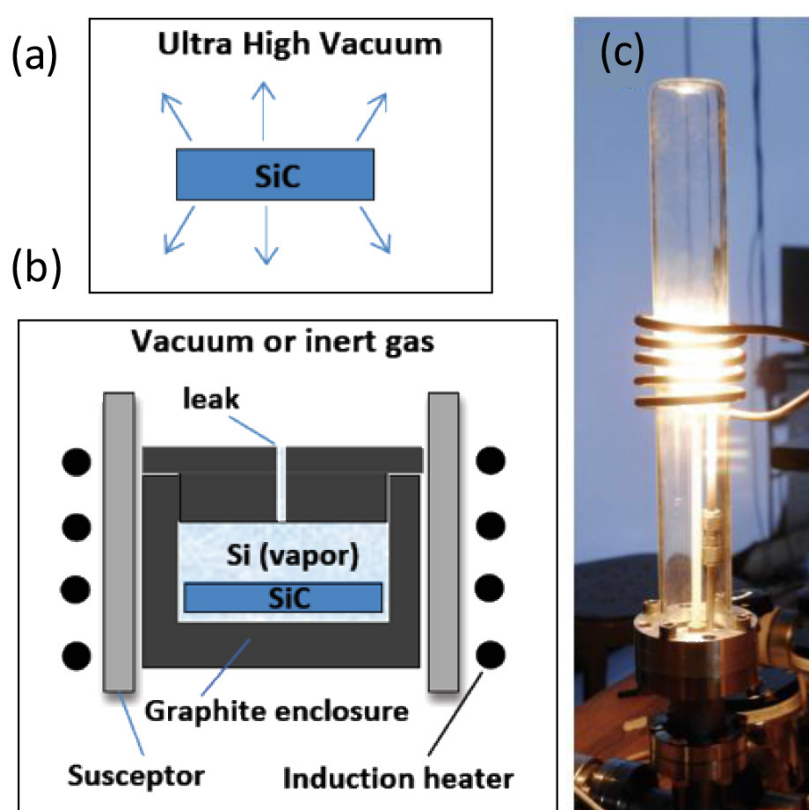 (a)
Ultra High Vacuum
SiC
(b)
Vacuum or inert gas
leak
Si (vapor)
SiC
Graphite enclosure
Susceptor
Induction heater
(c)